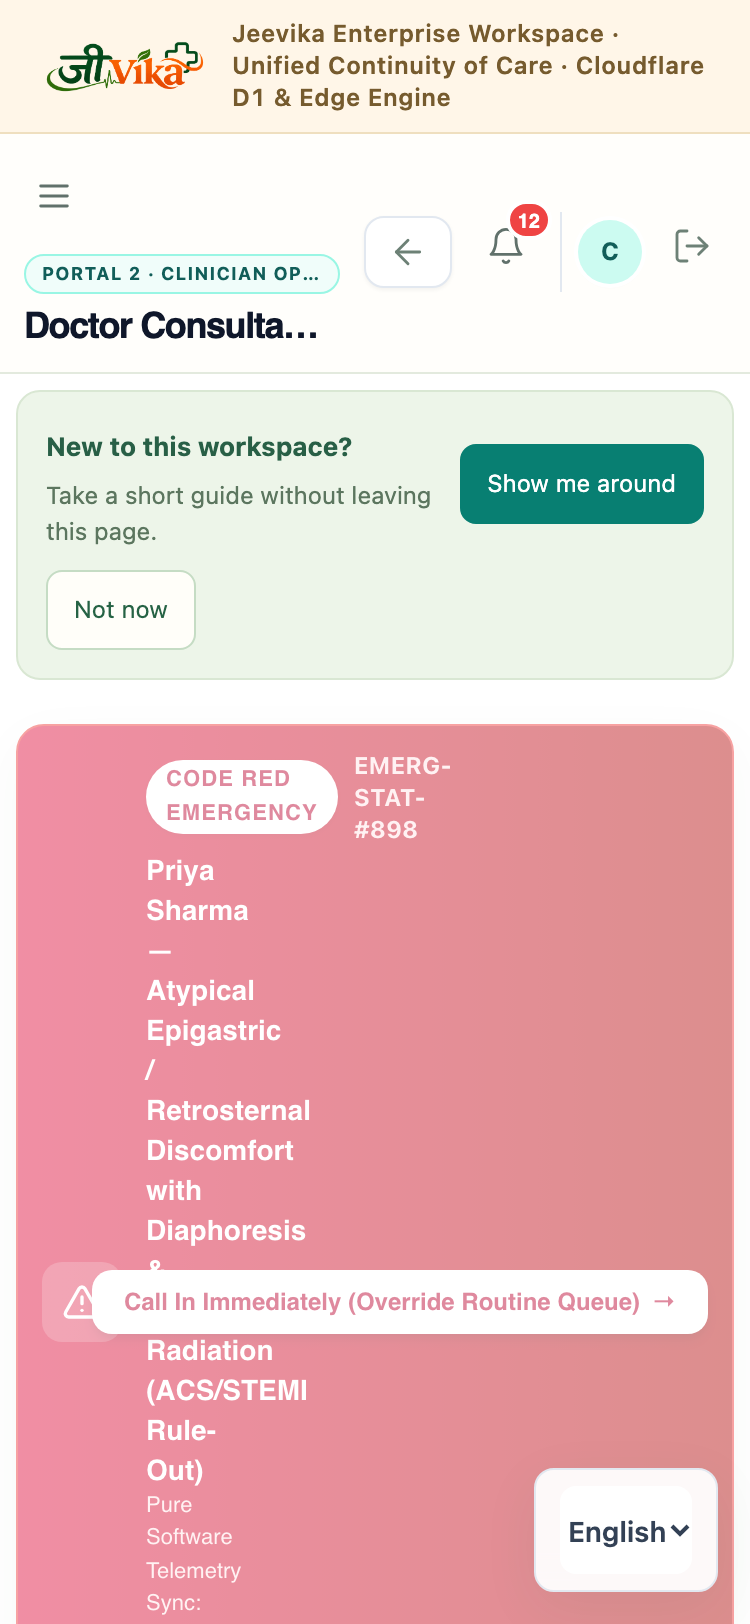 जीvika
Jeevika Enterprise Workspace ·
Unified Continuity of Care · Cloudflare
D1 & Edge Engine
12
C
PORTAL 2 · CLINICIAN OP...
Doctor Consulta...
New to this workspace?
Take a short guide without leaving
this page.
Show me around
Not now
CODE RED
EMERGENCY
EMERG-
STAT-
#898
Priya
Sharma
—
Atypical
Epigastric
/
Retrosternal
Discomfort
with
Diaphoresis
&
Call In Immediately (Override Routine Queue) →
Radiation
(ACS/STEMI
Rule-
Out)
Pure
Software
Telemetry
Sync:
English